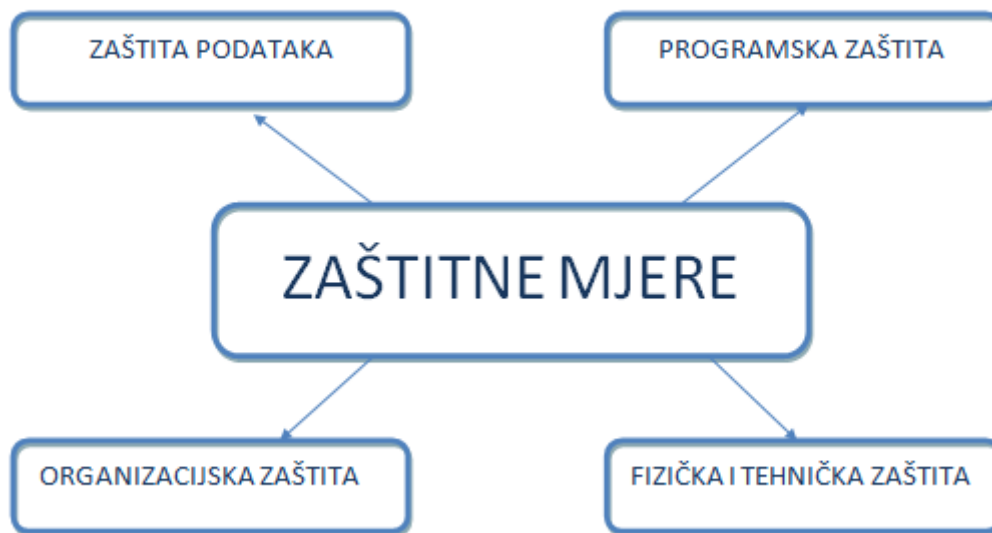 ZAŠTITA PODATAKA
PROGRAMSKA ZAŠTITA
ZAŠTITNE MJERE
ORGANIZACIJSKA ZAŠTITA
FIZIČKA I TEHNIČKA ZAŠTITA